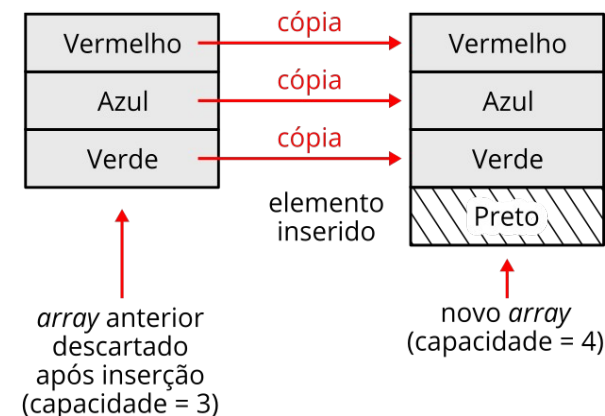 Vermelho
cópia
Vermelho
Azul
cópia
Azul
Verde
cópia
Verde
elemento
inserido
Preto
array anterior
descartado
após inserção
(capacidade = 3)
novo array
(capacidade = 4)